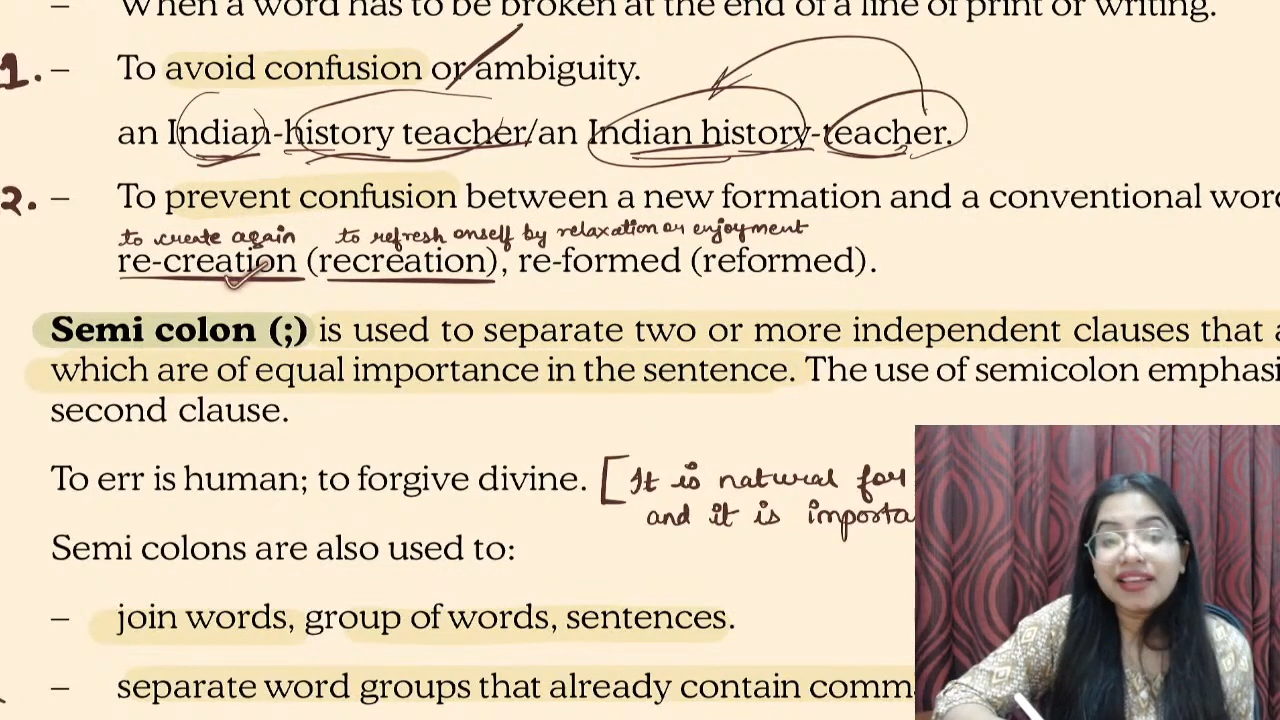 – When a word has to be broken at the end of a line of print or writing.
1. – To avoid confusion or ambiguity.
an Indian-history teacher/an Indian history-teacher.
2. – To prevent confusion between a new formation and a conventional word
to create again to refresh onself by relaxation or enjoyment
re-creation (recreation), re-formed (reformed).
Semi colon (;) is used to separate two or more independent clauses that a
which are of equal importance in the sentence. The use of semicolon emphasi
second clause.
To err is human; to forgive divine. [It is natural for
and it is importa
Semi colons are also used to:
– join words, group of words, sentences.
– separate word groups that already contain comm